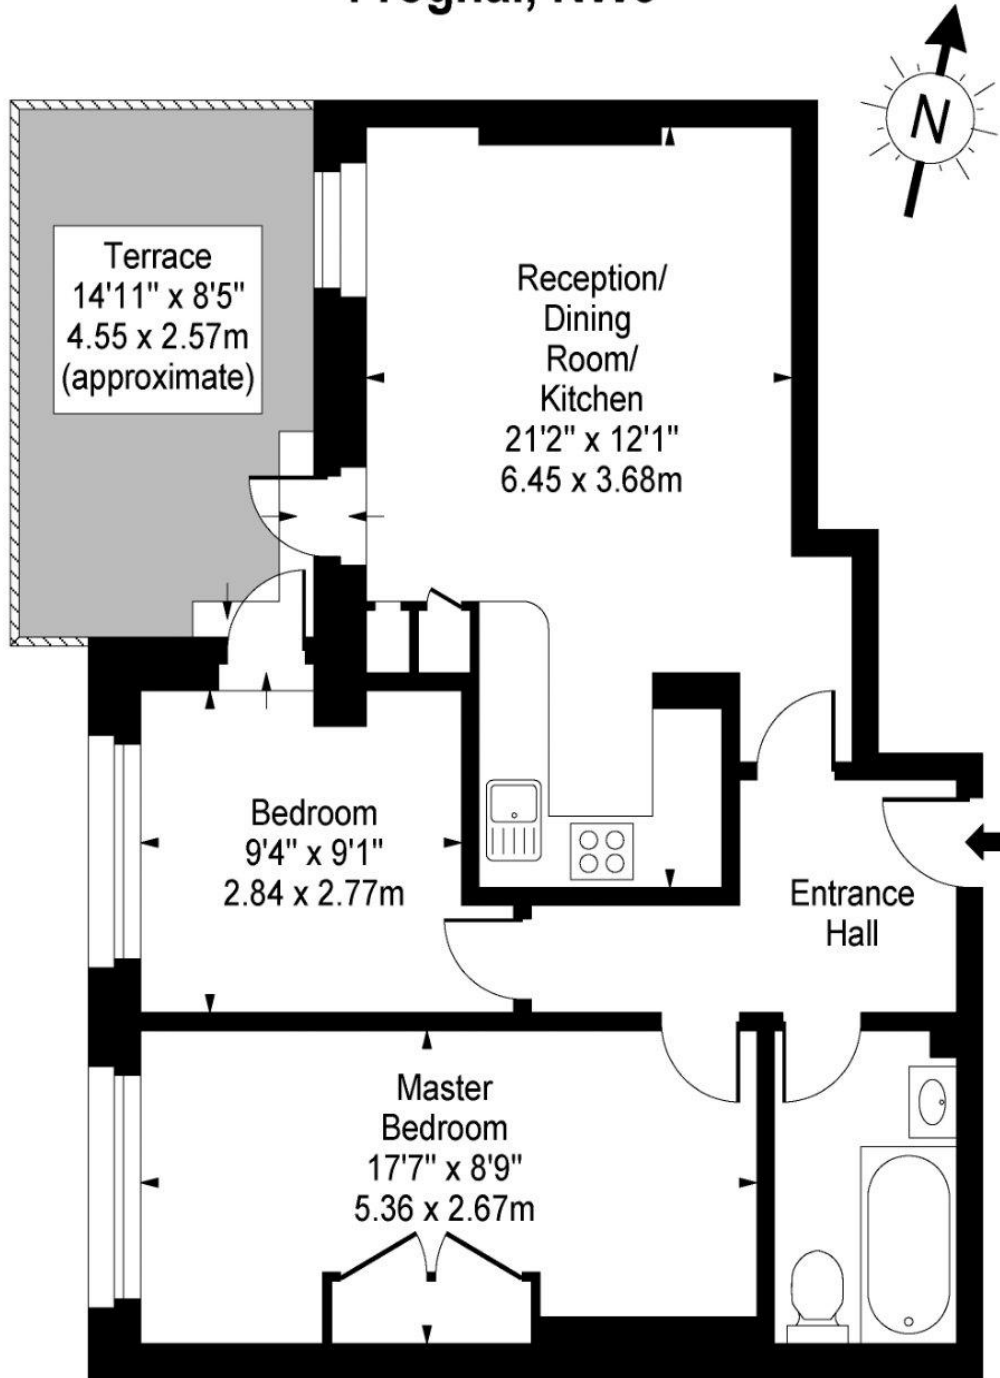 N
Terrace
14'11" x 8'5"
4.55 x 2.57m
(approximate)
Reception/
Dining
Room/
Kitchen
21'2" x 12'1"
6.45 x 3.68m
Bedroom
9'4" x 9'1"
2.84 x 2.77m
Entrance
Hall
Master
Bedroom
17'7" x 8'9"
5.36 x 2.67m